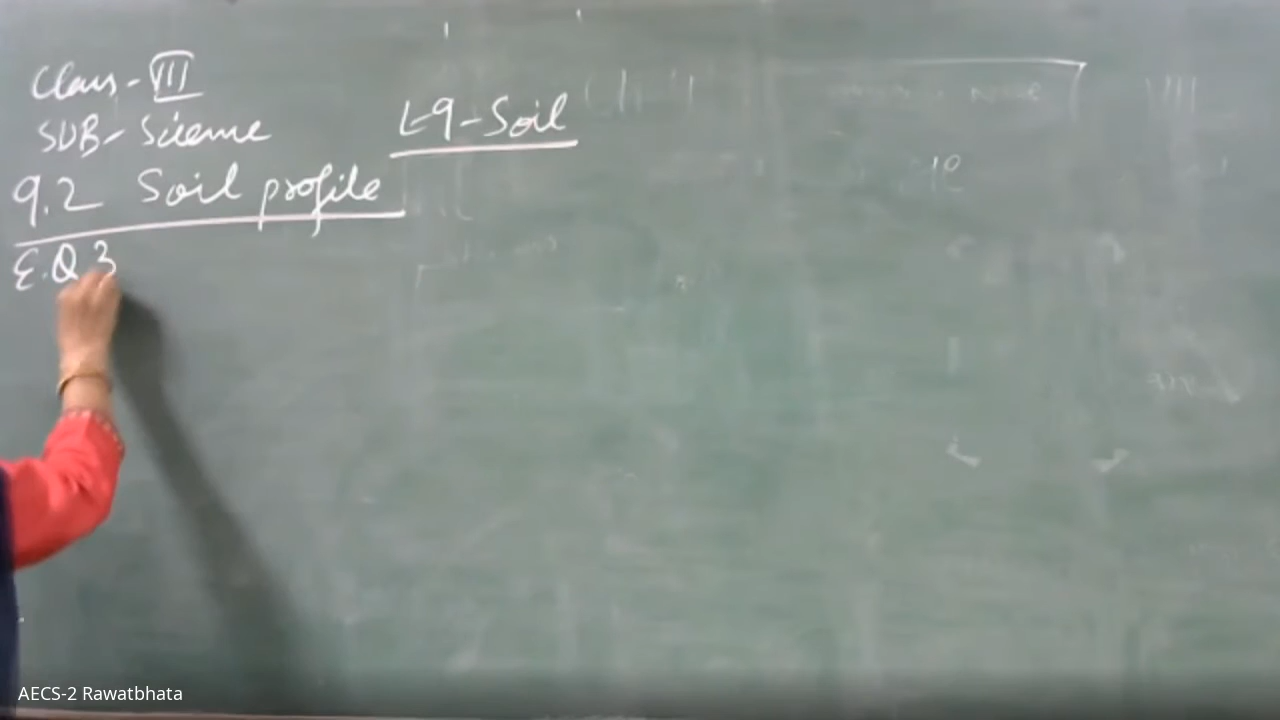 Class - VII
SUB - Science
L-9-Soil
9.2 Soil profile
E.Q 3
AECS-2 Rawatbhata